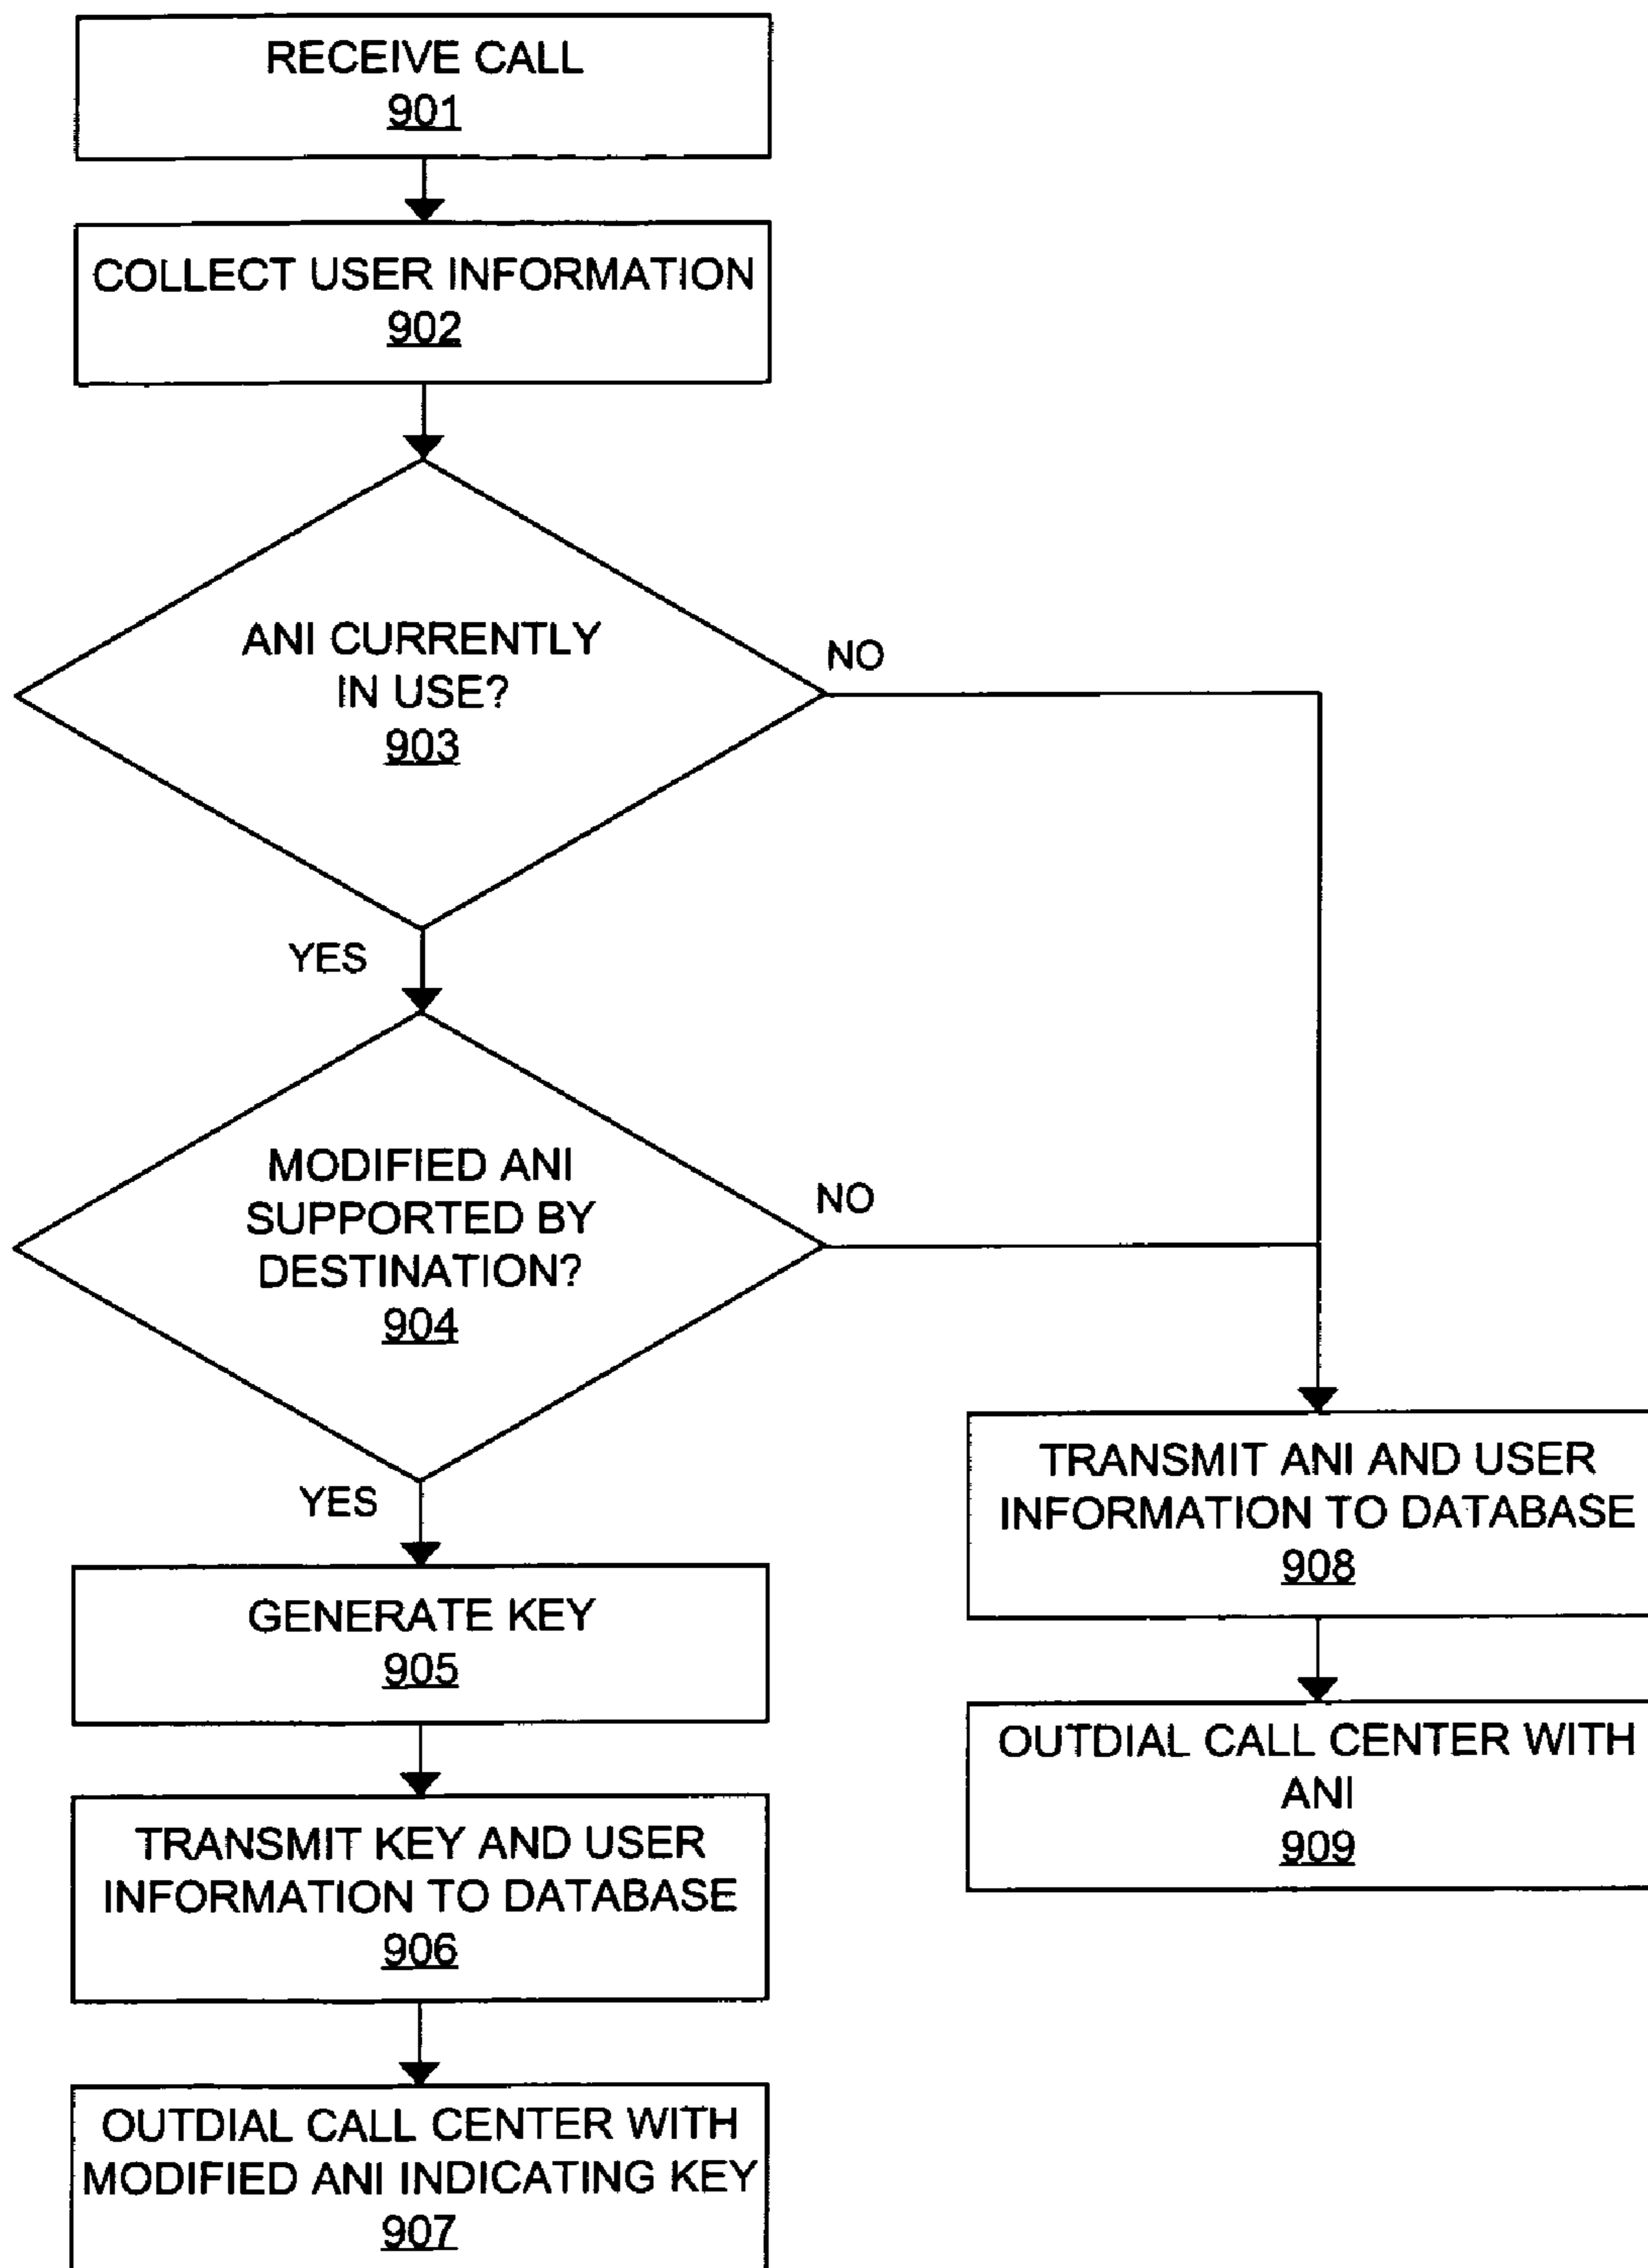 RECEIVE CALL
901
COLLECT USER INFORMATION
902
ANI CURRENTLY
IN USE?
903
NO
YES
MODIFIED ANI
SUPPORTED BY
DESTINATION?
904
NO
YES
GENERATE KEY
905
TRANSMIT KEY AND USER
INFORMATION TO DATABASE
906
OUTDIAL CALL CENTER WITH
MODIFIED ANI INDICATING KEY
907
TRANSMIT ANI AND USER
INFORMATION TO DATABASE
908
OUTDIAL CALL CENTER WITH
ANI
909